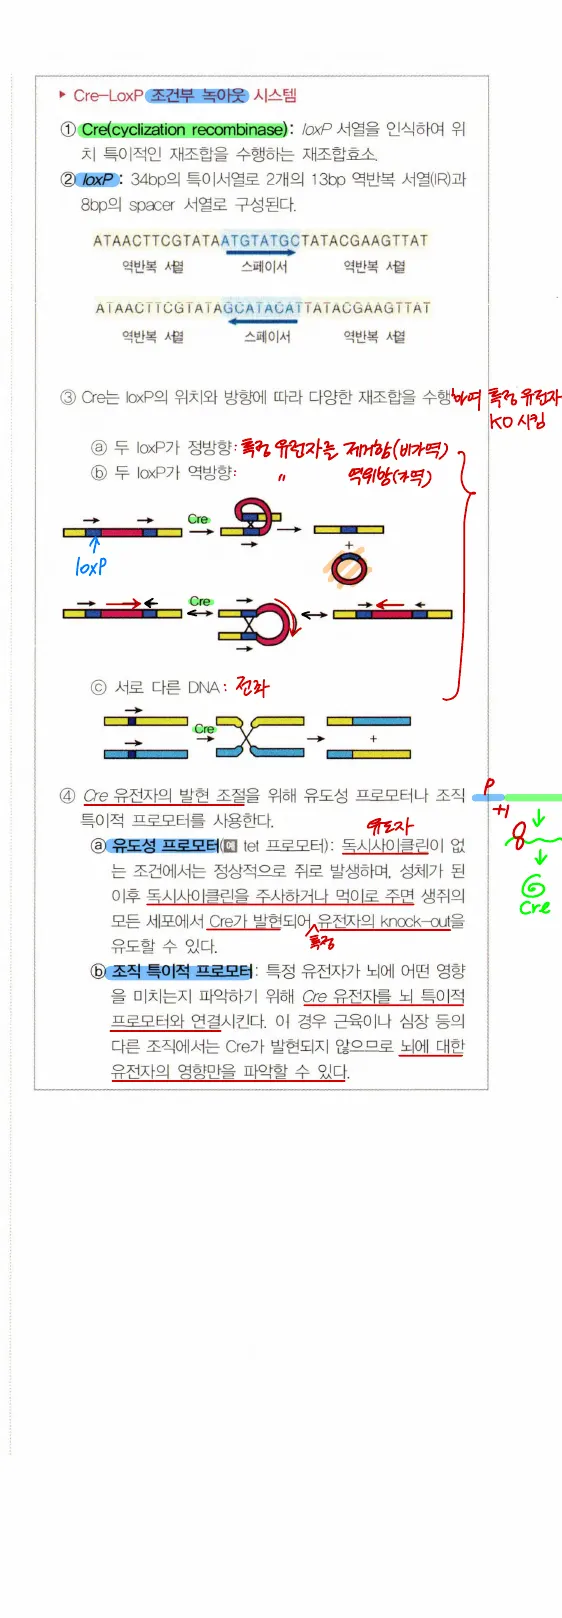 ▶ Cre-LoxP 조건부 녹아웃 시스템
① Cre(cyclization recombinase): loxP 서열을 인식하여 위
치 특이적인 재조합을 수행하는 재조합효소.
② loxP : 34bp의 특이서열로 2개의 13bp 역반복 서열(IR)과
8bp의 spacer 서열로 구성된다.
ATAACTTCGTATAATGTATGCTATACGAAGTTAT
역반복 서열 스페이서 역반복 서열
ATAACTTCGTATAGCATACATTATACGAAGTTAT
역반복 서열 스페이서 역반복 서열
③ Cre는 loxP의 위치와 방향에 따라 다양한 재조합을 수행하여 특정 유전자
KO 시킴
ⓐ 두 loxP가 정방향: 특정 유전자를 제거함(비가역)
ⓑ 두 loxP가 역방향: 〃 역위함(가역)
Cre
+
loxP
Cre
ⓒ 서로 다른 DNA: 전좌
Cre
+
④ Cre 유전자의 발현 조절을 위해 유도성 프로모터나 조직
특이적 프로모터를 사용한다.
P
+1
Cre
유도자
ⓐ 유도성 프로모터(예 tet 프로모터): 독시사이클린이 없
는 조건에서는 정상적으로 쥐로 발생하며, 성체가 된
이후 독시사이클린을 주사하거나 먹이로 주면 생쥐의
모든 세포에서 Cre가 발현되어 유전자의 knock-out을
특정
유도할 수 있다.
ⓑ 조직 특이적 프로모터: 특정 유전자가 뇌에 어떤 영향
을 미치는지 파악하기 위해 Cre 유전자를 뇌 특이적
프로모터와 연결시킨다. 이 경우 근육이나 심장 등의
다른 조직에서는 Cre가 발현되지 않으므로 뇌에 대한
유전자의 영향만을 파악할 수 있다.